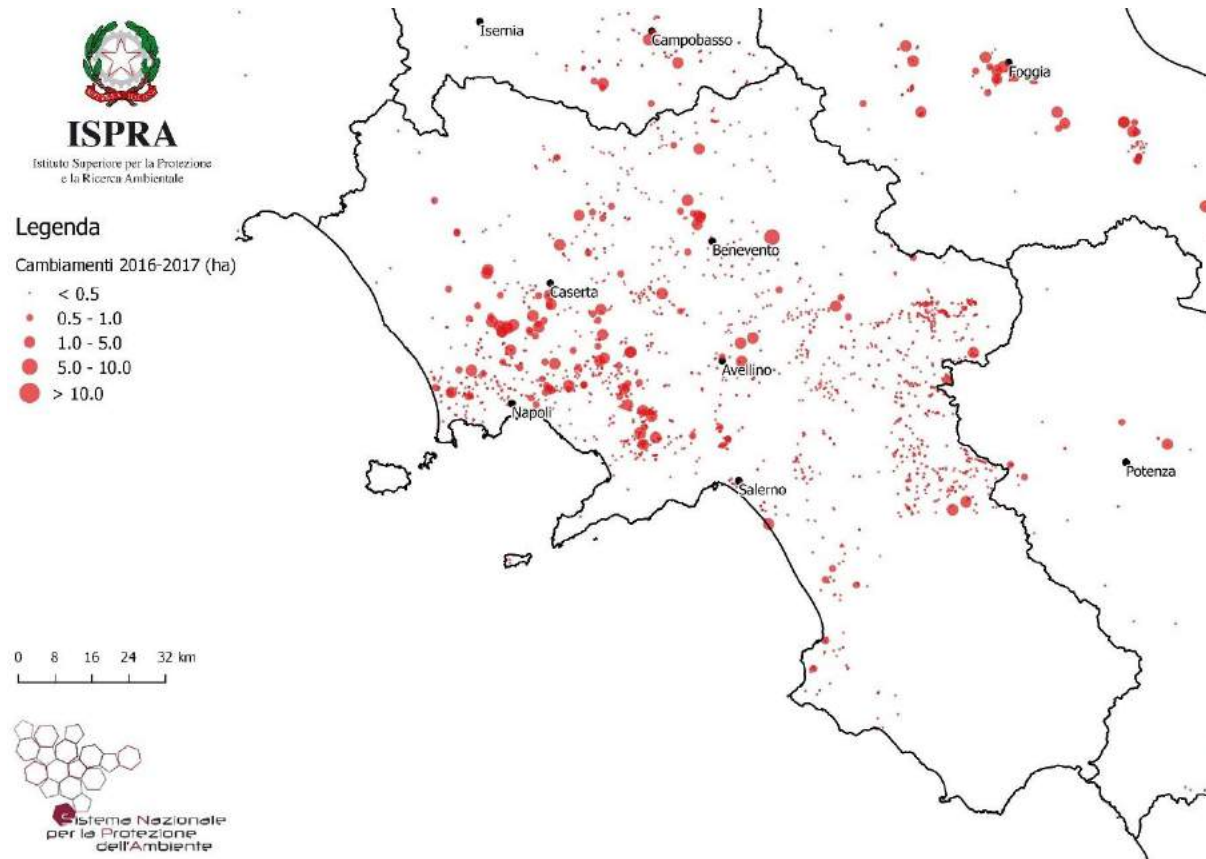 ISPRA
Istituto Superiore per la Protezione
e la Ricerca Ambientale
Legenda
Cambiamenti 2016-2017 (ha)
< 0.5
0.5 - 1.0
1.0 - 5.0
5.0 - 10.0
> 10.0
Isernia
Campobasso
Foggia
Benevento
Caserta
Avellino
Napoli
Salerno
Potenza
0 8 16 24 32 km
Sistema Nazionale
per la Protezione
dell'Ambiente